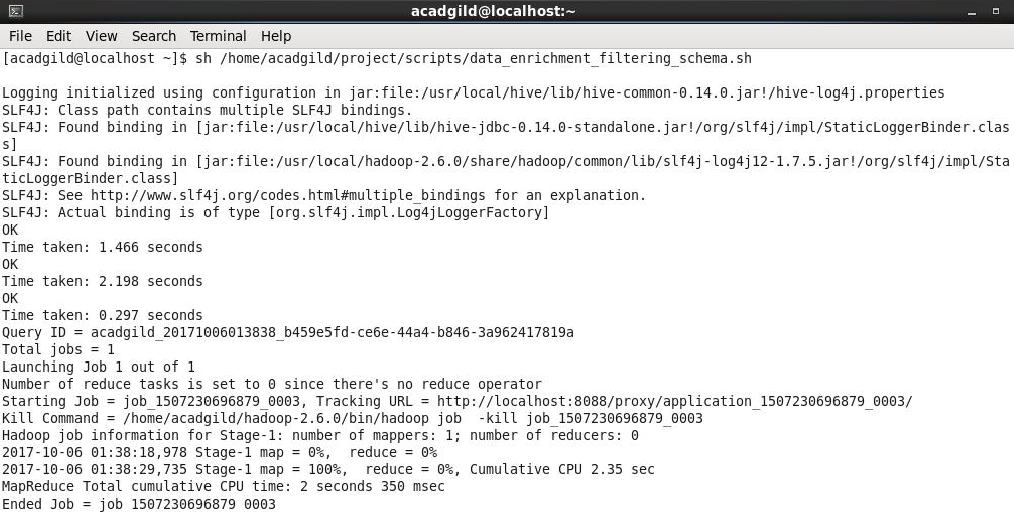 acadgild@localhost:~
File Edit View Search Terminal Help
[acadgild@localhost ~]$ sh /home/acadgild/project/scripts/data_enrichment_filtering_schema.sh
Logging initialized using configuration in jar:file:/usr/local/hive/lib/hive-common-0.14.0.jar!/hive-log4j.properties
SLF4J: Class path contains multiple SLF4J bindings.
SLF4J: Found binding in [jar:file:/usr/local/hive/lib/hive-jdbc-0.14.0-standalone.jar!/org/slf4j/impl/StaticLoggerBinder.clas
s]
SLF4J: Found binding in [jar:file:/usr/local/hadoop-2.6.0/share/hadoop/common/lib/slf4j-log4j12-1.7.5.jar!/org/slf4j/impl/Sta
ticLoggerBinder.class]
SLF4J: See http://www.slf4j.org/codes.html#multiple_bindings for an explanation.
SLF4J: Actual binding is of type [org.slf4j.impl.Log4jLoggerFactory]
OK
Time taken: 1.466 seconds
OK
Time taken: 2.198 seconds
OK
Time taken: 0.297 seconds
Query ID = acadgild_20171006013838_b459e5fd-ce6e-44a4-b846-3a962417819a
Total jobs = 1
Launching Job 1 out of 1
Number of reduce tasks is set to 0 since there's no reduce operator
Starting Job = job_1507230696879_0003, Tracking URL = http://localhost:8088/proxy/application_1507230696879_0003/
Kill Command = /home/acadgild/hadoop-2.6.0/bin/hadoop job  -kill job_1507230696879_0003
Hadoop job information for Stage-1: number of mappers: 1; number of reducers: 0
2017-10-06 01:38:18,978 Stage-1 map = 0%,  reduce = 0%
2017-10-06 01:38:29,735 Stage-1 map = 100%,  reduce = 0%, Cumulative CPU 2.35 sec
MapReduce Total cumulative CPU time: 2 seconds 350 msec
Ended Job = job_1507230696879_0003